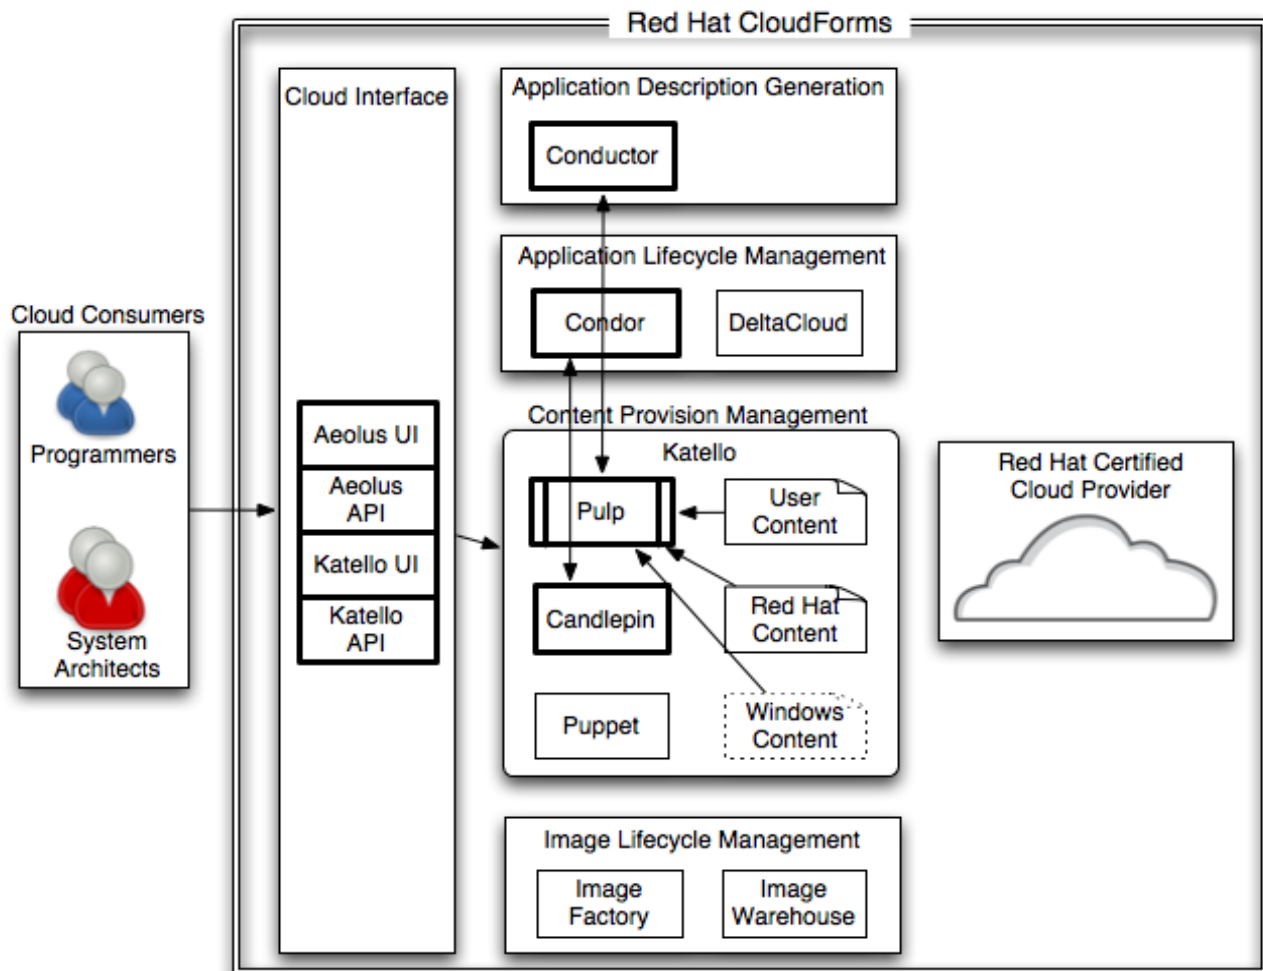 Red Hat CloudForms
Cloud Interface
Application Description Generation
Conductor
Application Lifecycle Management
Condor
DeltaCloud
Cloud Consumers
Programmers
System
Architects
Aeolus UI
Aeolus
API
Katello UI
Katello
API
Content Provision Management
Katello
Pulp
User
Content
Candlepin
Red Hat
Content
Puppet
Windows
Content
Red Hat Certified
Cloud Provider
Image Lifecycle Management
Image
Factory
Image
Warehouse